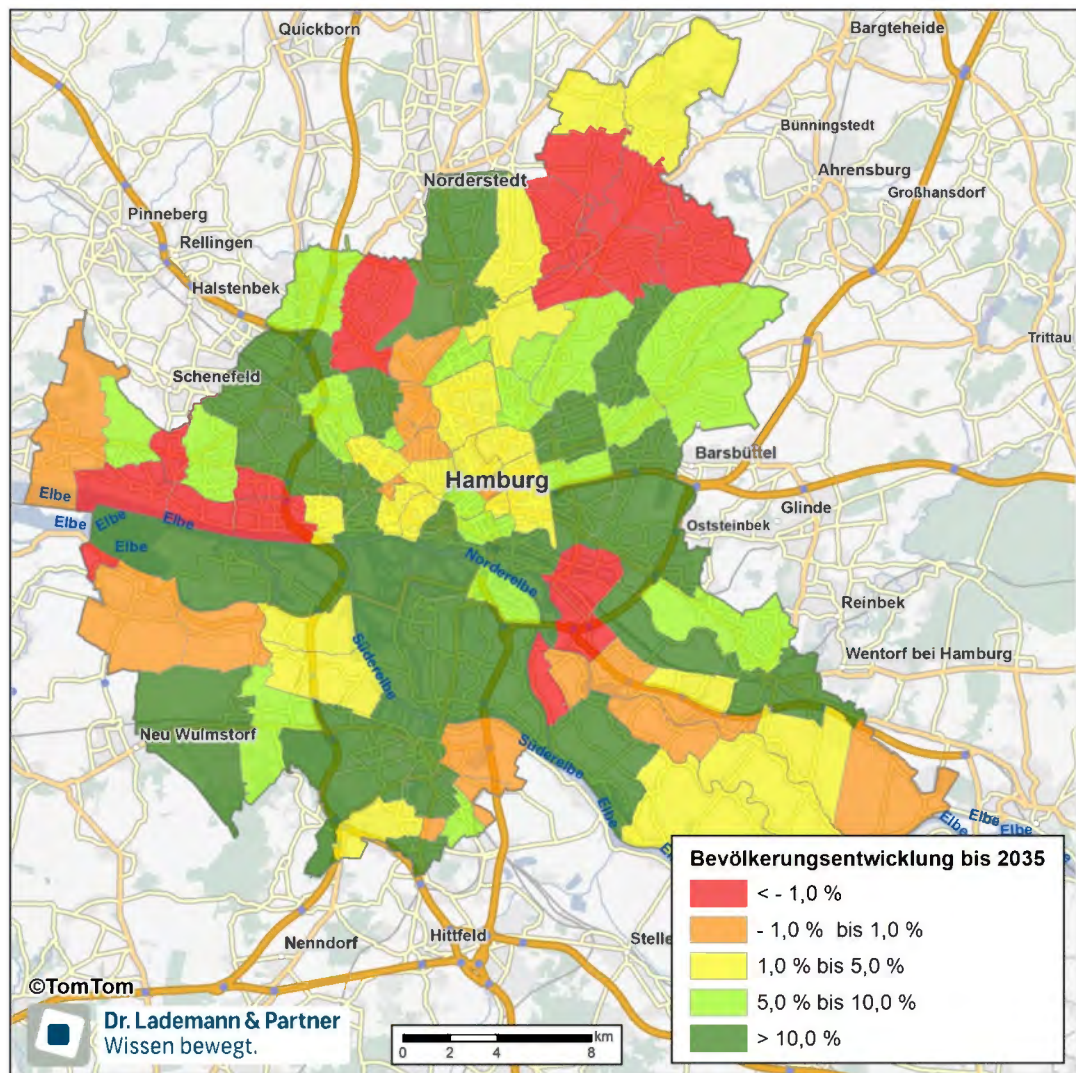 Quickborn
Bargteheide
Bünningstedt
Ahrensburg
Großhansdorf
Norderstedt
Pinneberg
Rellingen
Halstenbek
Trittau
Schenefeld
Hamburg
Barsbüttel
Glinde
Oststeinbek
Elbe
Elbe
Elbe
Elbe
Elbe
Norderelbe
Reinbek
Wentorf bei Hamburg
Süderelbe
Neu Wulmstorf
Süderelbe
Elbe
Elbe
Elbe
Elbe
Nenndorf
Hittfeld
Stelle
Bevölkerungsentwicklung bis 2035
< - 1,0 %
- 1,0 % bis 1,0 %
1,0 % bis 5,0 %
5,0 % bis 10,0 %
> 10,0 %
©TomTom
Dr. Lademann & Partner
Wissen bewegt.
km
0 2 4 8